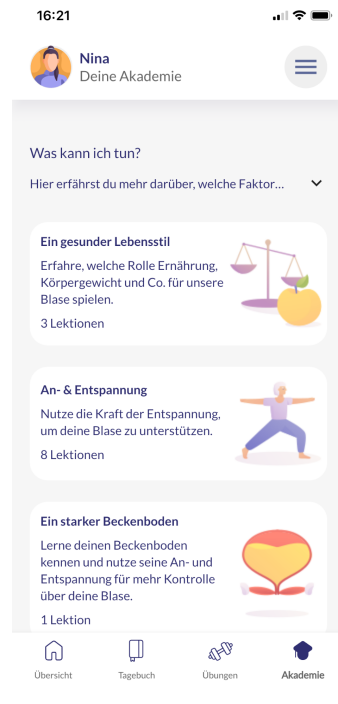 16:21
Nina
Deine Akademie
Was kann ich tun?
Hier erfährst du mehr darüber, welche Faktor...
Ein gesunder Lebensstil
Erfahre, welche Rolle Ernährung,
Körpergewicht und Co. für unsere
Blase spielen.
3 Lektionen
An- & Entspannung
Nutze die Kraft der Entspannung,
um deine Blase zu unterstützen.
8 Lektionen
Ein starker Beckenboden
Lerne deinen Beckenboden
kennen und nutze seine An- und
Entspannung für mehr Kontrolle
über deine Blase.
1 Lektion
Übersicht
Tagebuch
Übungen
Akademie